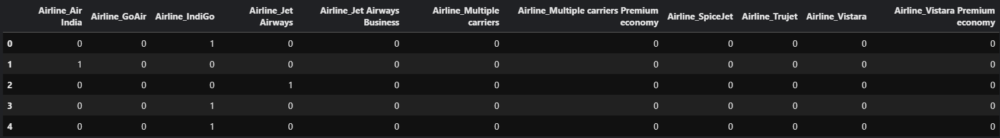 Airline_Air India Airline_GoAir Airline_IndiGo Airline_Jet Airways Airline_Jet Airways Business Airline_Multiple carriers Airline_Multiple carriers Premium economy Airline_SpiceJet Airline_Trujet Airline_Vistara Airline_Vistara Premium economy
0 0 0 1 0 0 0 0 0 0 0 0
1 1 0 0 0 0 0 0 0 0 0 0
2 0 0 0 1 0 0 0 0 0 0 0
3 0 0 1 0 0 0 0 0 0 0 0
4 0 0 1 0 0 0 0 0 0 0 0